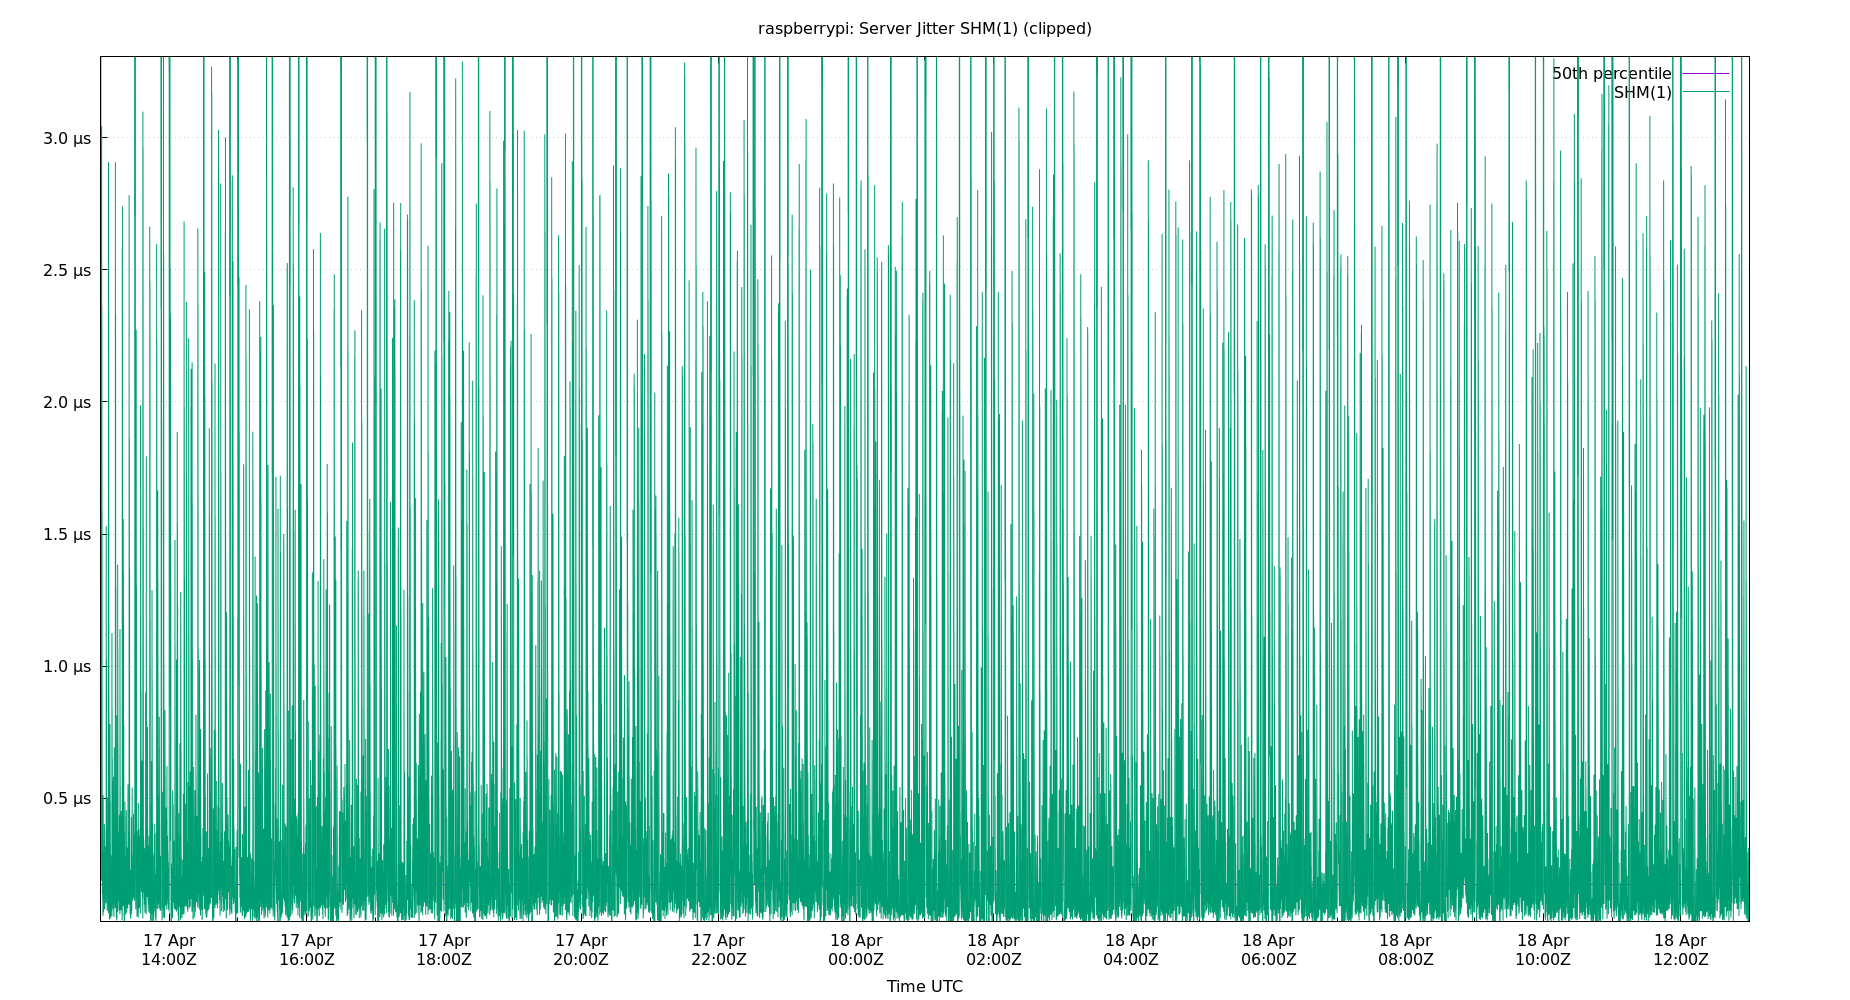 raspberrypi: Server Jitter SHM(1) (clipped)
50th percentile
SHM(1)
3.0 µs
2.5 µs
2.0 µs
1.5 µs
1.0 µs
0.5 µs
17 Apr 17 Apr 17 Apr 17 Apr 17 Apr 18 Apr 18 Apr 18 Apr 18 Apr 18 Apr 18 Apr 18 Apr
14:00Z 16:00Z 18:00Z 20:00Z 22:00Z 00:00Z 02:00Z 04:00Z 06:00Z 08:00Z 10:00Z 12:00Z
Time UTC